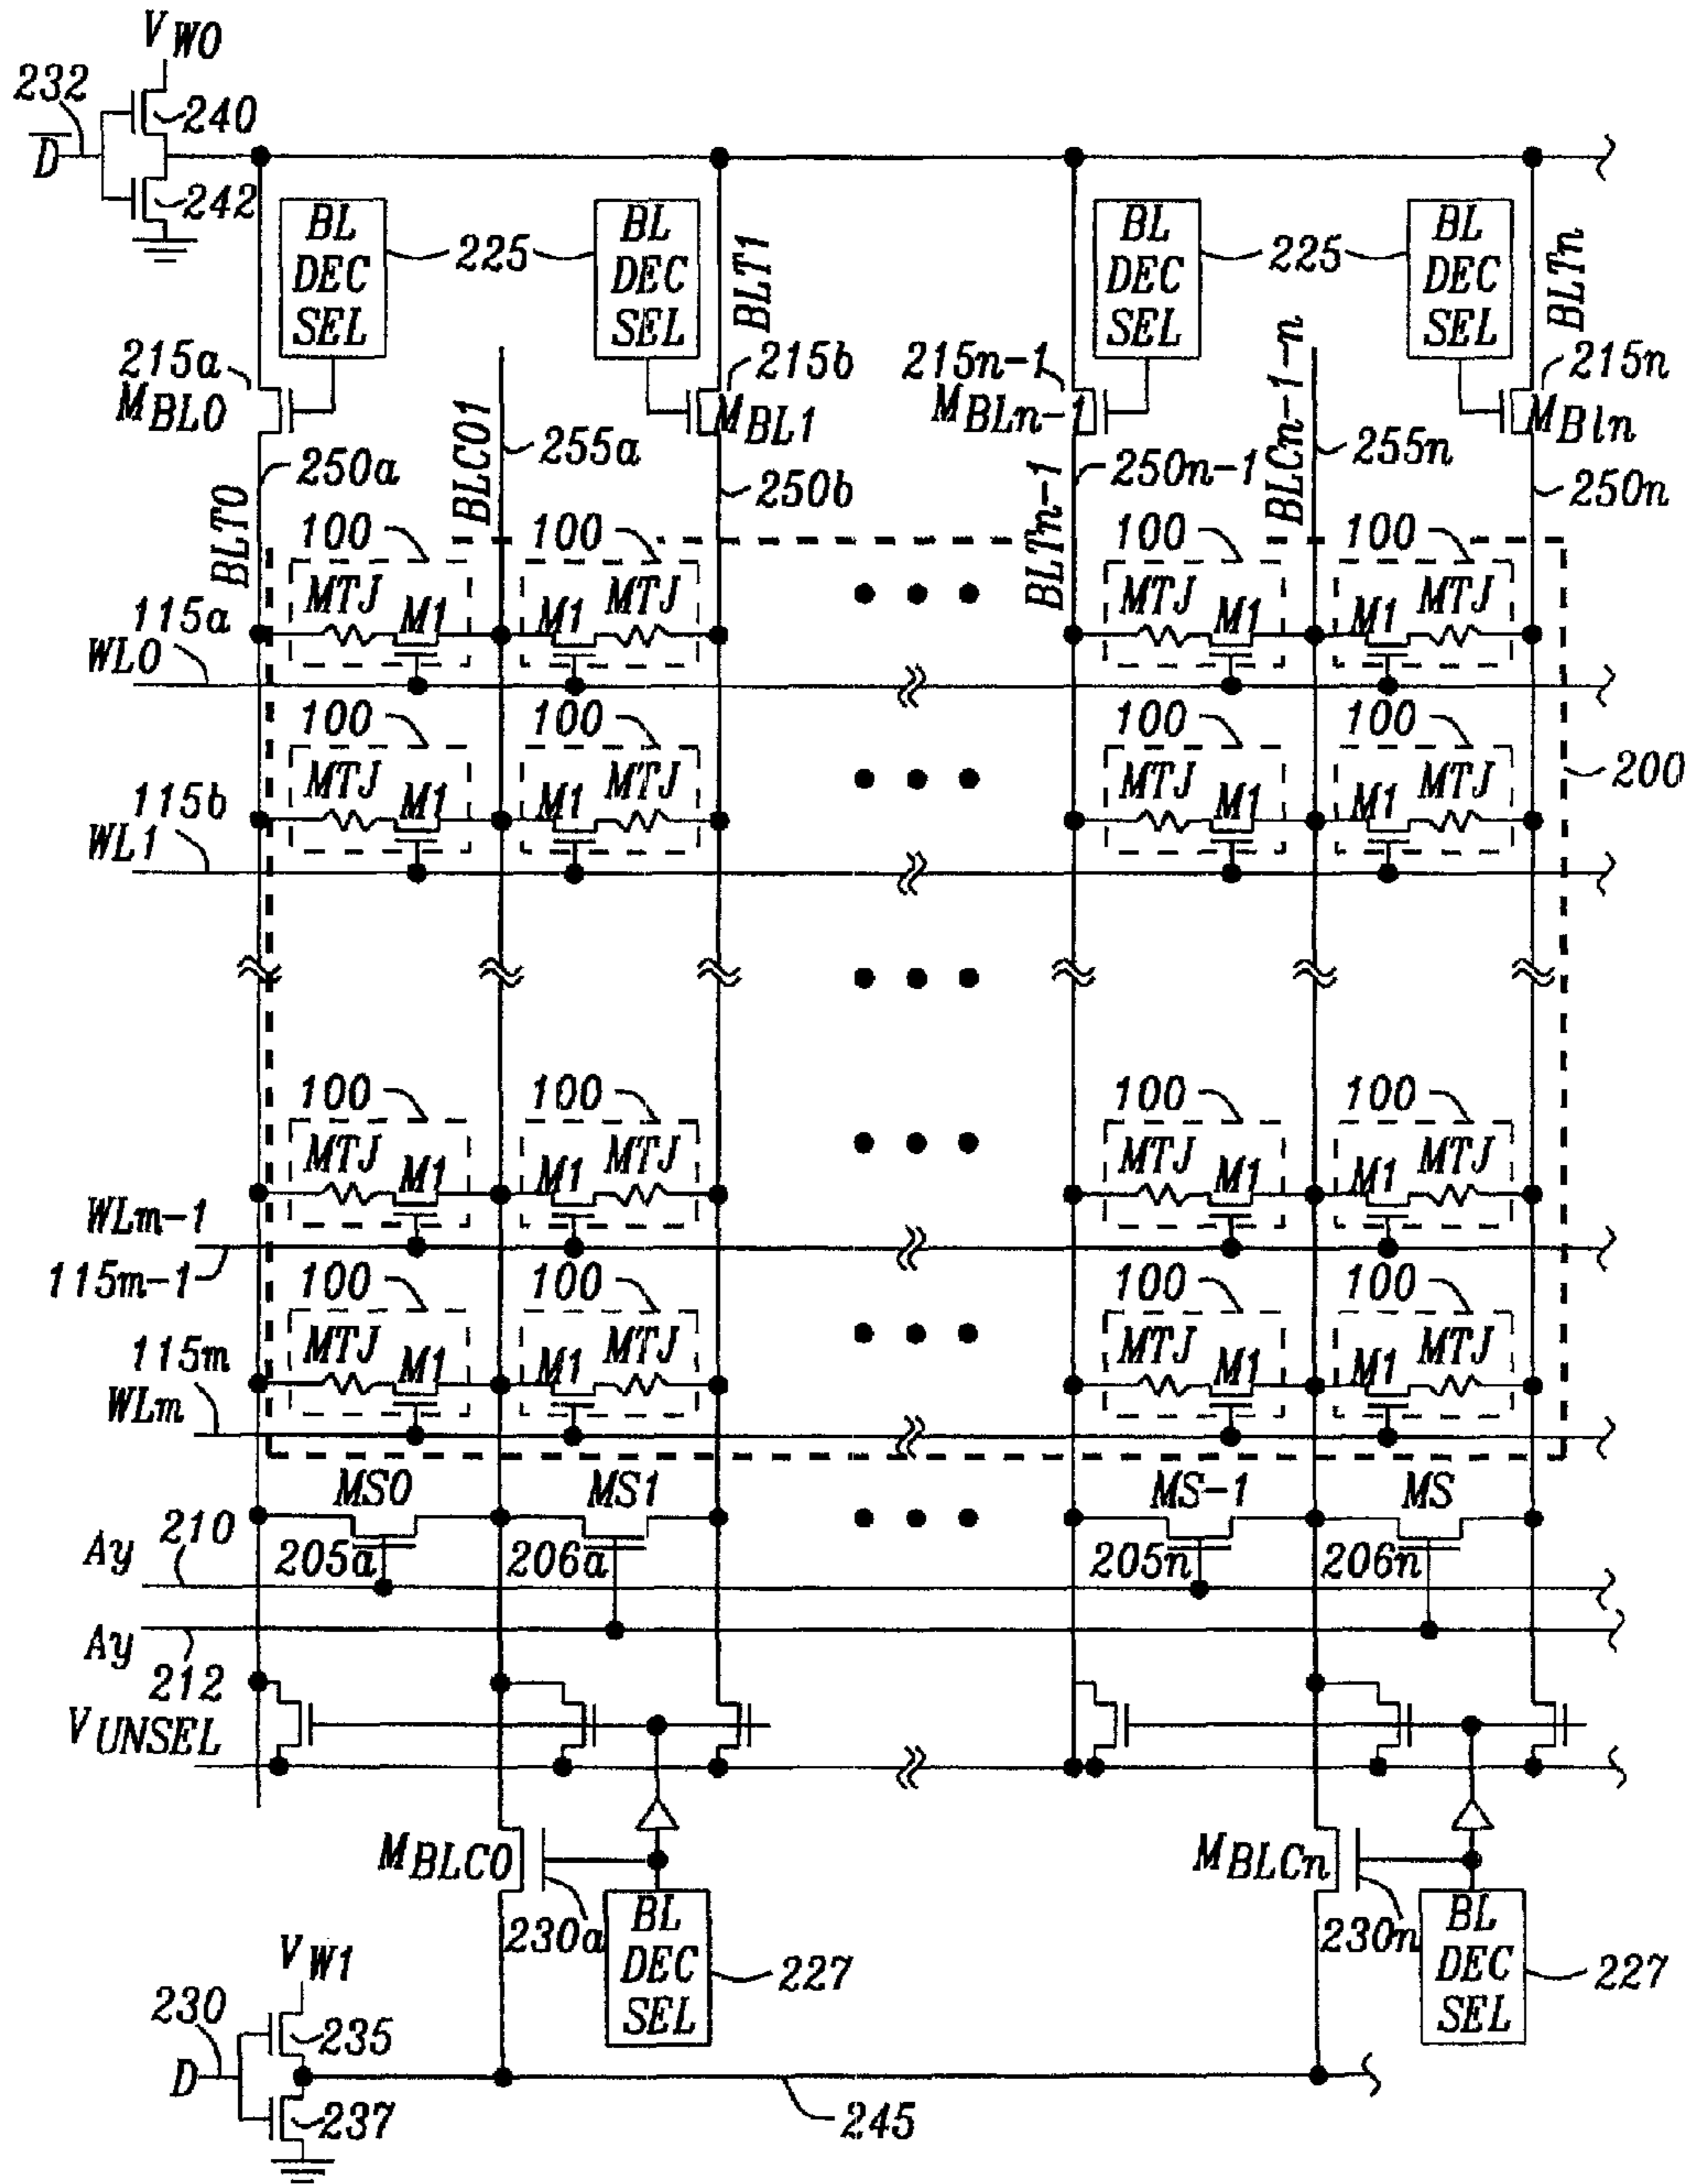 V W0
232
240
D
242
BL DEC SEL
225
BL DEC SEL
BLT1
BL DEC SEL
225
BL DEC SEL
BLTn
215a
MBL0
BLC01
215b
MBL1
215n-1
MBLn-1
BLCn-1-n
215n
MBln
250a
255a
250b
250n-1
255n
250n
BLT0
BLTn-1
100 100 100 100
MTJ M1 M1 MTJ MTJ M1 M1 MTJ
115a
WL0
100 100 100 100
MTJ M1 M1 MTJ MTJ M1 M1 MTJ
200
115b
WL1
100 100 100 100
MTJ M1 M1 MTJ MTJ M1 M1 MTJ
WLm-1
115m-1
100 100 100 100
MTJ M1 M1 MTJ MTJ M1 M1 MTJ
115m
WLm
MS0 MS1 MS-1 MS
Ay 210 205a 206a 205n 206n
Ay
212
VUNSEL
MBLC0
MBLCn
230a
BL DEC SEL
227
230n
BL DEC SEL
227
VW1
230
235
D
237
245